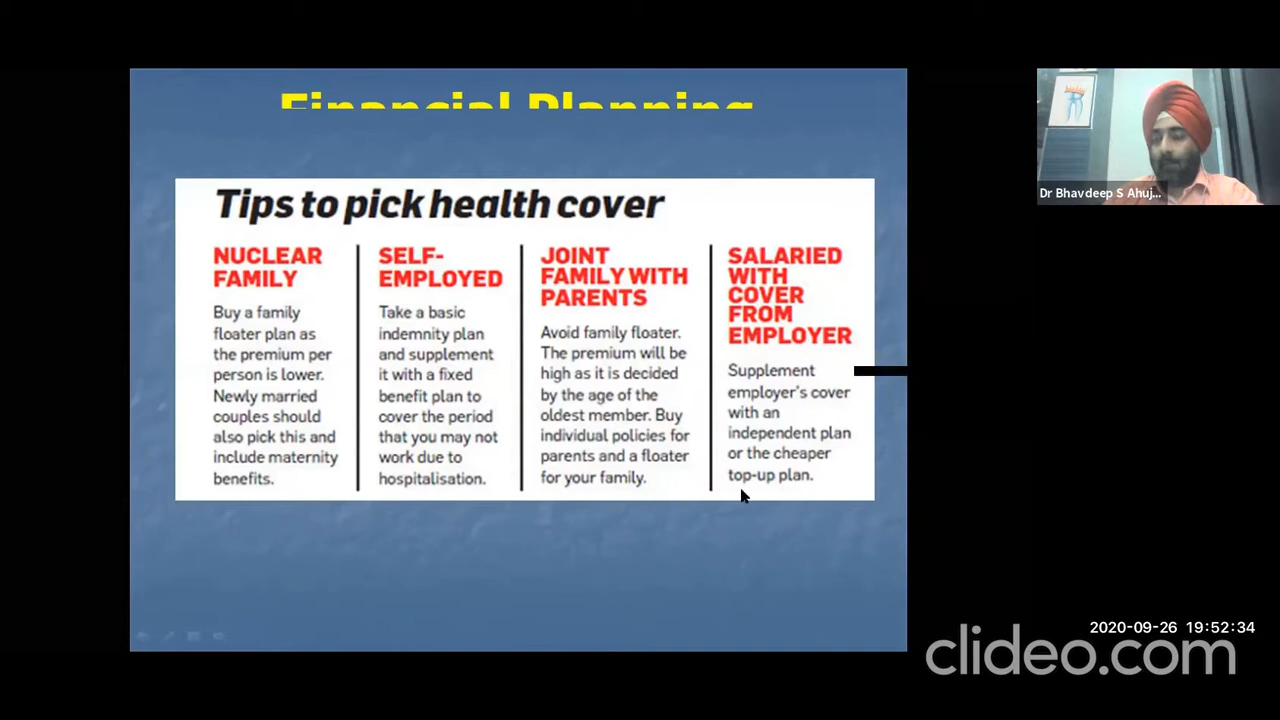 Financial Planning
Tips to pick health cover
NUCLEAR
FAMILY
Buy a family
floater plan as
the premium per
person is lower.
Newly married
couples should
also pick this and
include maternity
benefits.
SELF-
EMPLOYED
Take a basic
indemnity plan
and supplement
it with a fixed
benefit plan to
cover the period
that you may not
work due to
hospitalisation.
JOINT
FAMILY WITH
PARENTS
Avoid family floater.
The premium will be
high as it is decided
by the age of the
oldest member. Buy
individual policies for
parents and a floater
for your family.
SALARIED
WITH
COVER
FROM
EMPLOYER
Supplement
employer's cover
with an
independent plan
or the cheaper
top-up plan.
Dr Bhavdeep S Ahuj...
2020-09-26 19:52:34
clideo.com